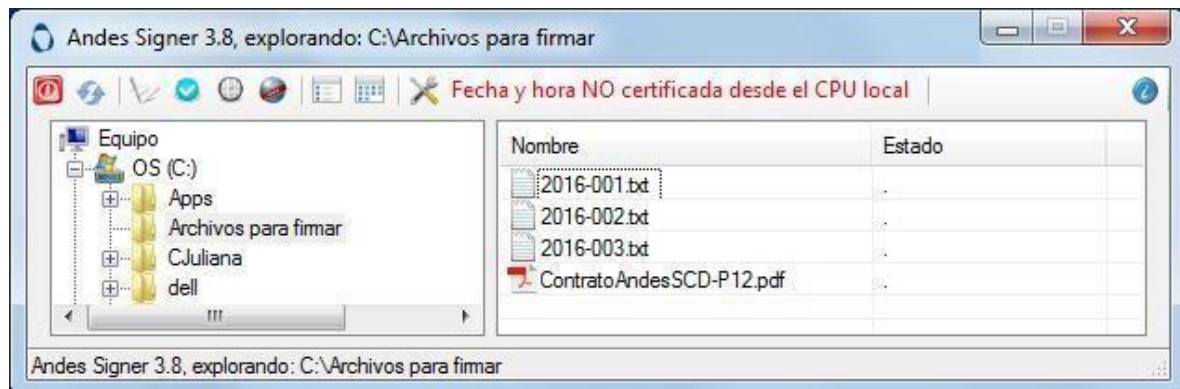 Andes Signer 3.8, explorando: C:\Archivos para firmar
Fecha y hora NO certificada desde el CPU local
Equipo
OS (C:)
Apps
Archivos para firmar
CJuliana
dell
Nombre Estado
2016-001.txt .
2016-002.txt .
2016-003.txt .
ContratoAndesSCD-P12.pdf .
Andes Signer 3.8, explorando: C:\Archivos para firmar